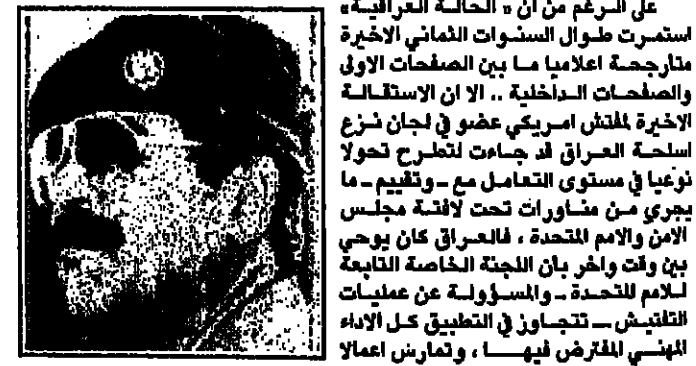 على الرغم من ان « الحالة العراقية»
استمرت طوال السنوات الثماني الاخيرة
متارجحة اعلاميا ما بين الصفحات الاولى
والصفحات الداخلية .. الا ان الاستقالة
الاخيرة لمفتش امريكي عضو في لجان نزع
اسلحة العراق قد جاءت لتطرح تحولا
نوعيا في مستوى التعامل مع ـ وتقييم ـ ما
يجري من مناورات تحت لافتة مجلس
الامن والامم المتحدة ، فالعراق كان يوحي
بين وقت واخر بان اللجنة الخاصة التابعة
للامم المتحدة ـ والمسؤولة عن عمليات
التفتيش ـ تتجاوز في التطبيق كل الاداء
المهني المفترض فيها ، وتمارس اعمالا